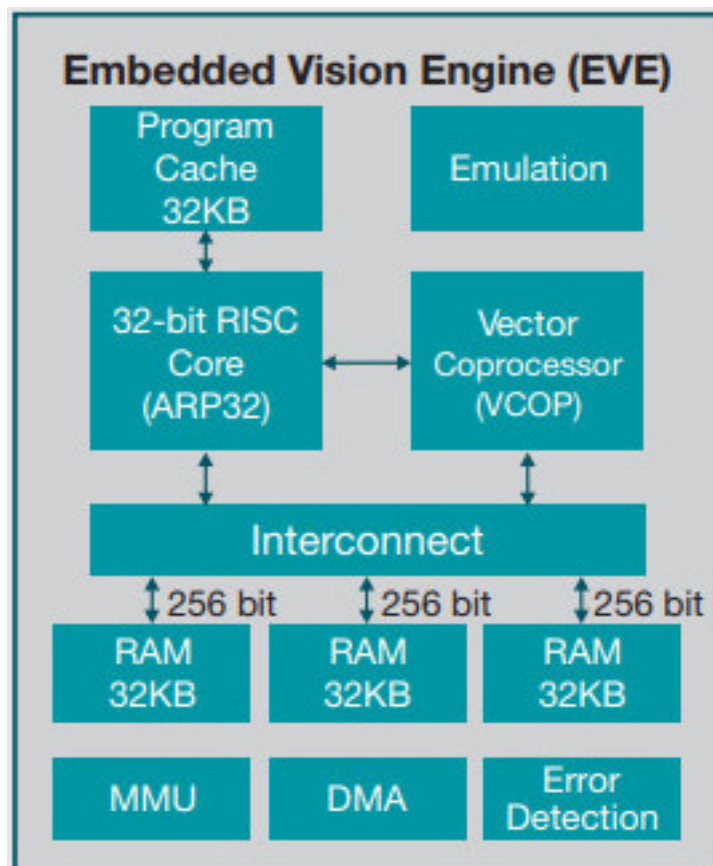 Embedded Vision Engine (EVE)
Program
Cache
32KB
Emulation
32-bit RISC
Core
(ARP32)
Vector
Coprocessor
(VCOP)
Interconnect
256 bit
256 bit
256 bit
RAM
32KB
RAM
32KB
RAM
32KB
MMU
DMA
Error
Detection